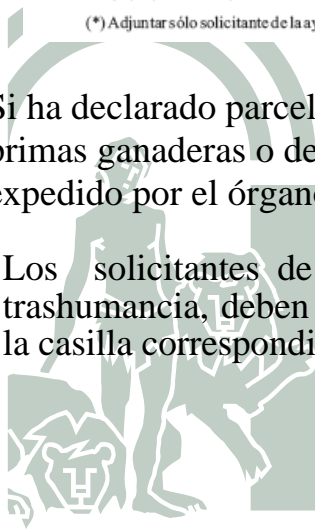 (*) Adjuntar sólo solicitante de la ay
Si ha declarado parcel
primas ganaderas o de
expedido por el órgano
Los solicitantes de
trashumancia, deben
la casilla correspondi